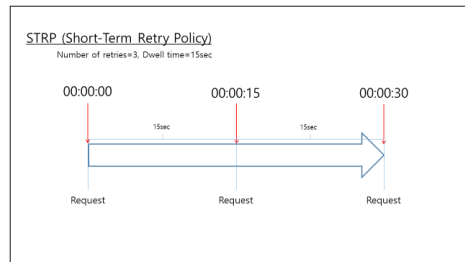 STRP (Short-Term Retry Policy)
Number of retries=3, Dwell time=15sec
00:00:00 00:00:15 00:00:30
15sec 15sec
Request Request Request